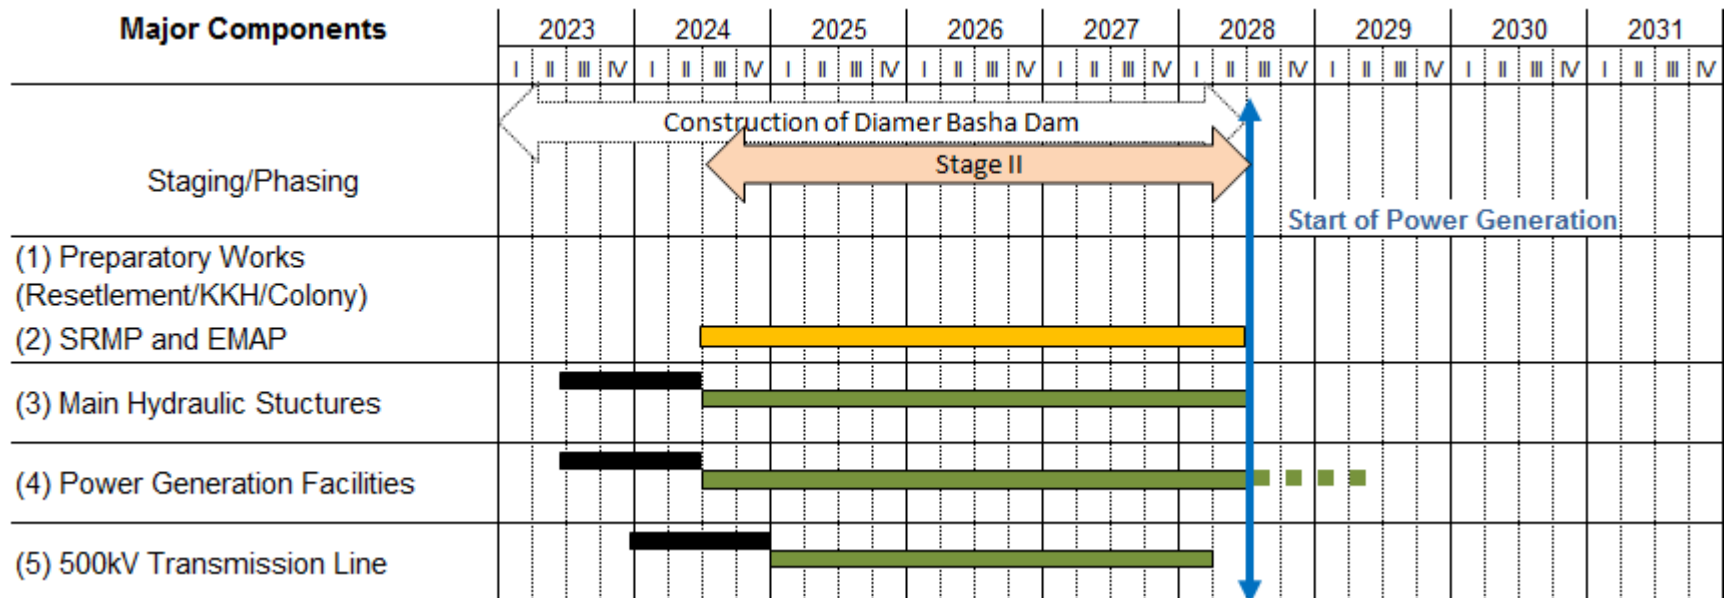 Major Components 2023 2024 2025 2026 2027 2028 2029 2030 2031
I II III IV I II III IV I II III IV I II III IV I II III IV I II III IV I II III IV I II III IV I II III IV
Construction of Diamer Basha Dam
Stage II
Staging/Phasing
Start of Power Generation
(1) Preparatory Works
(Resetlement/KKH/Colony)
(2) SRMP and EMAP
(3) Main Hydraulic Stuctures
(4) Power Generation Facilities
(5) 500kV Transmission Line